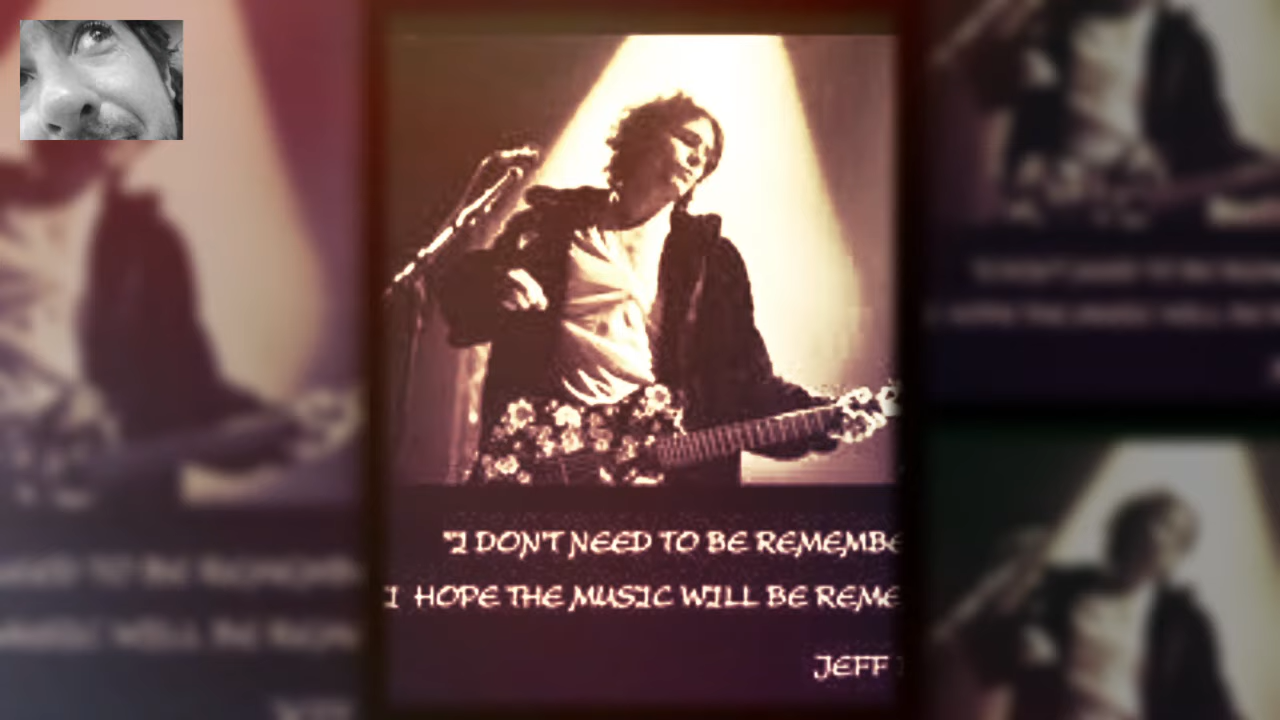 "I DON'T NEED TO BE REMEMBE
I HOPE THE MUSIC WILL BE REME
JEFF